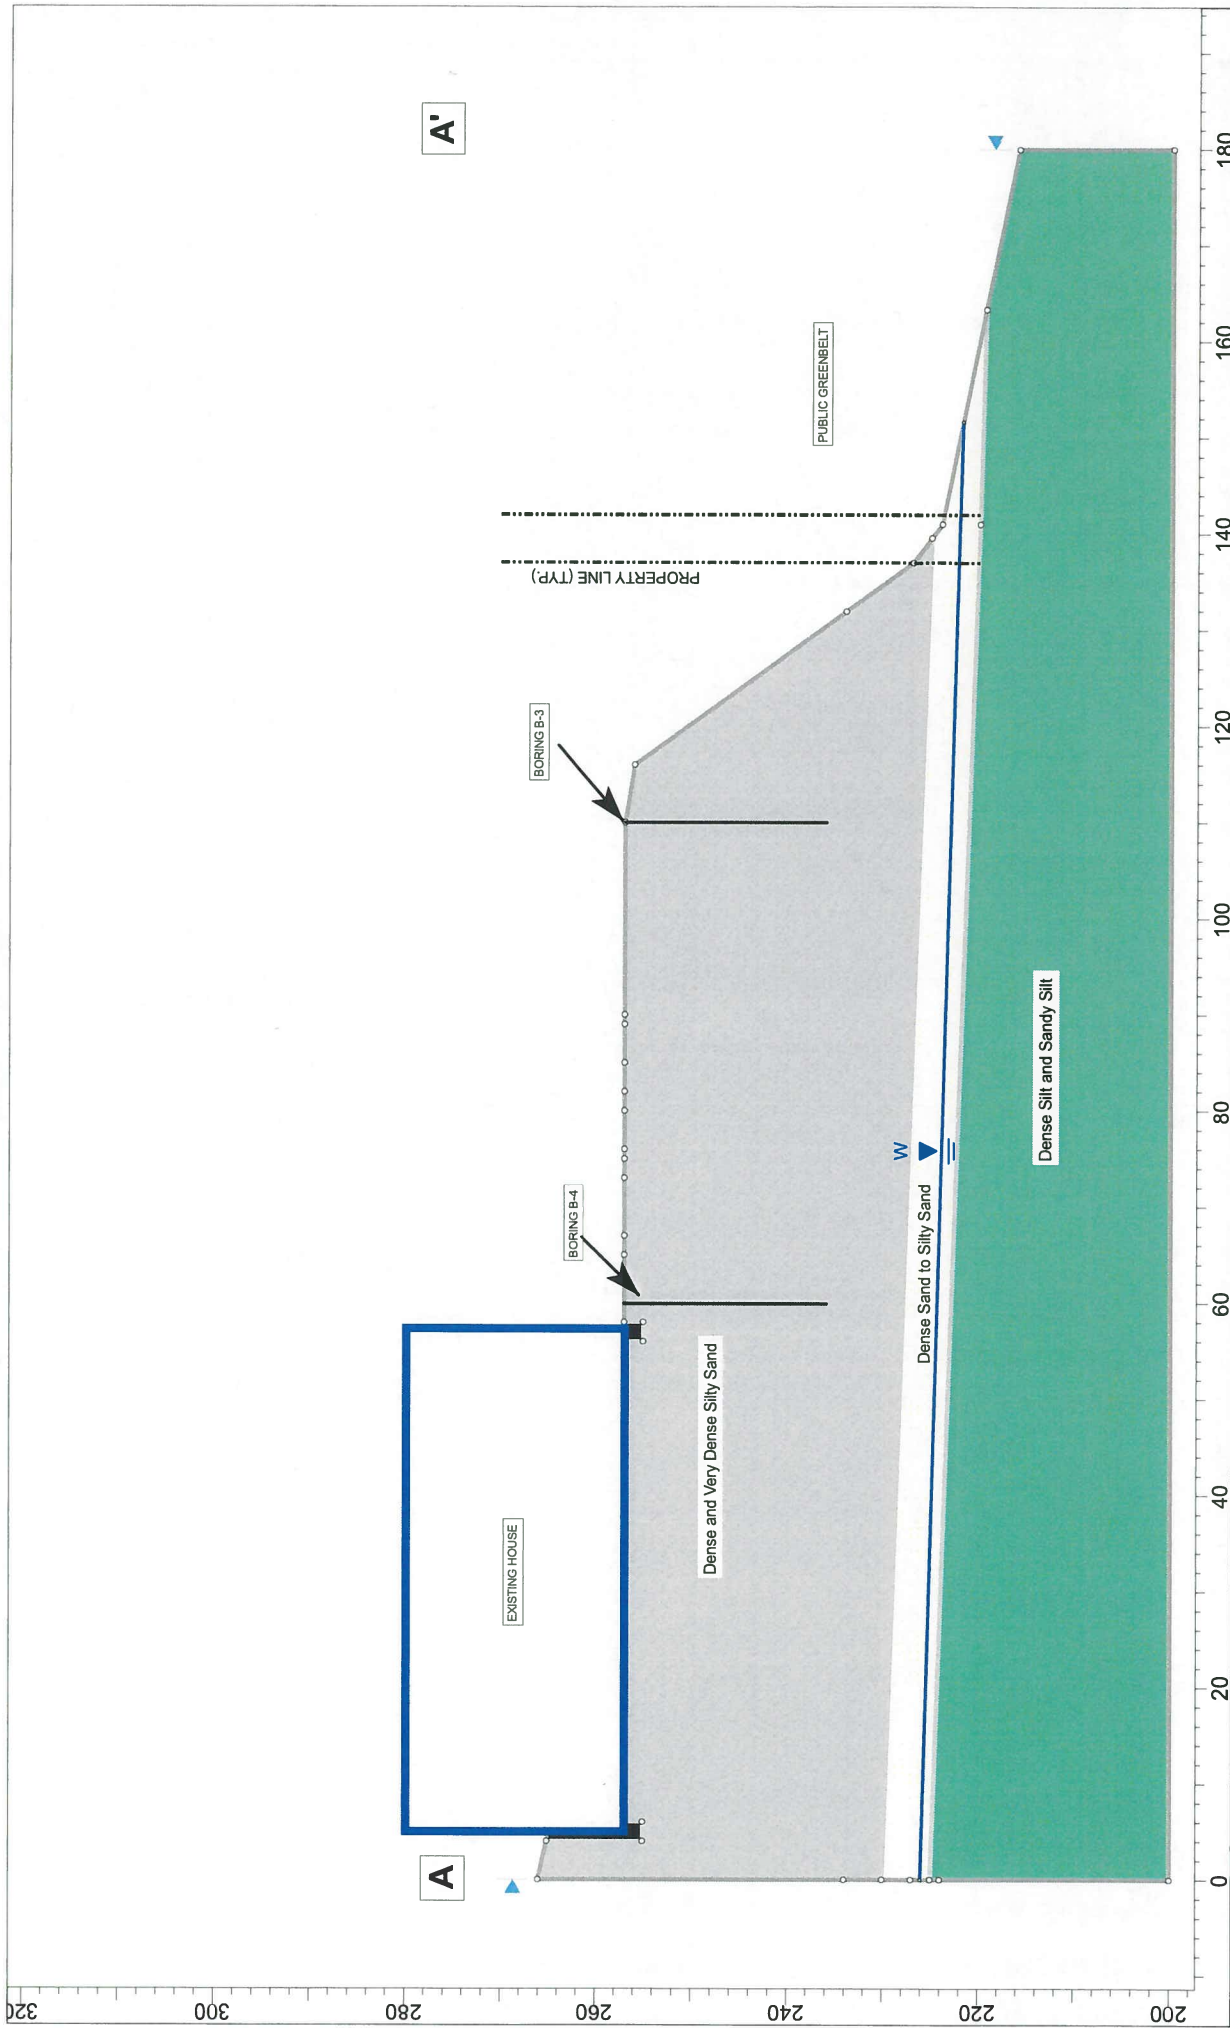 A
A'
EXISTING HOUSE
BORING B-4
BORING B-3
PROPERTY LINE (TYP.)
PUBLIC GREENBELT
Dense and Very Dense Silty Sand
Dense Sand to Silty Sand
W
Dense Silt and Sandy Silt
320
300
280
260
240
220
200
0
20
40
60
80
100
120
140
160
180